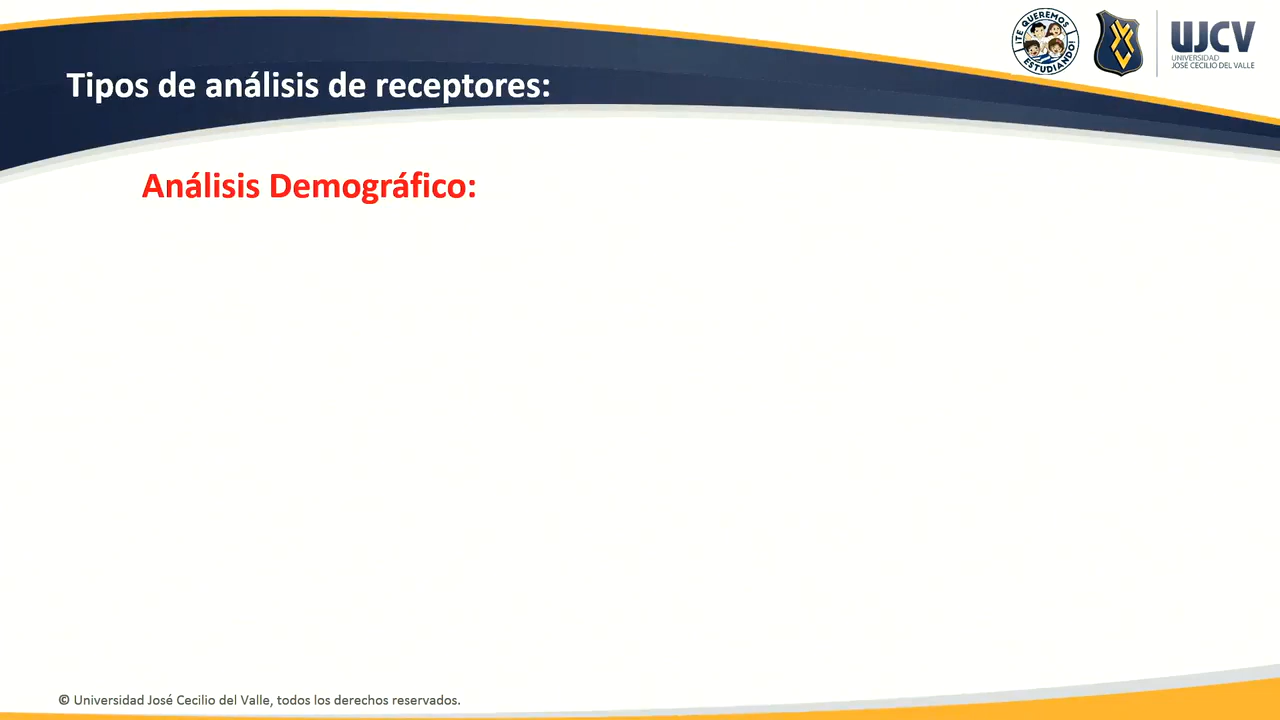 ¡TE QUEREMOS
ESTUDIANDO!
UJCV
UNIVERSIDAD
JOSÉ CECILIO DEL VALLE
Tipos de análisis de receptores:
Análisis Demográfico:
© Universidad José Cecilio del Valle, todos los derechos reservados.